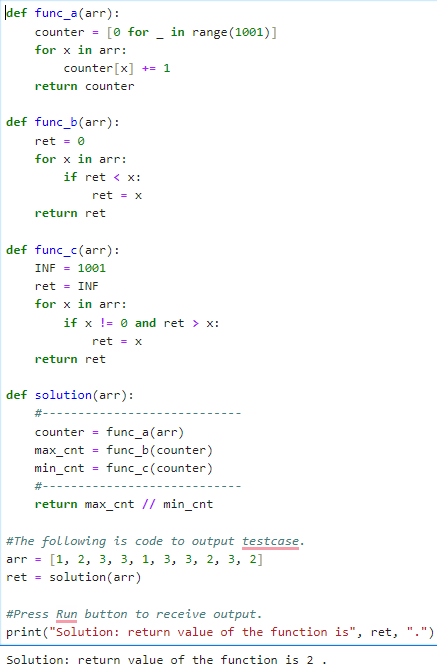 def func_a(arr):
    counter = [0 for _ in range(1001)]
    for x in arr:
        counter[x] += 1
    return counter

def func_b(arr):
    ret = 0
    for x in arr:
        if ret < x:
            ret = x
    return ret

def func_c(arr):
    INF = 1001
    ret = INF
    for x in arr:
        if x != 0 and ret > x:
            ret = x
    return ret

def solution(arr):
    #----------------------------
    counter = func_a(arr)
    max_cnt = func_b(counter)
    min_cnt = func_c(counter)
    #----------------------------
    return max_cnt // min_cnt

#The following is code to output testcase.
arr = [1, 2, 3, 3, 1, 3, 3, 2, 3, 2]
ret = solution(arr)

#Press Run button to receive output.
print("Solution: return value of the function is", ret, ".")
Solution: return value of the function is 2 .